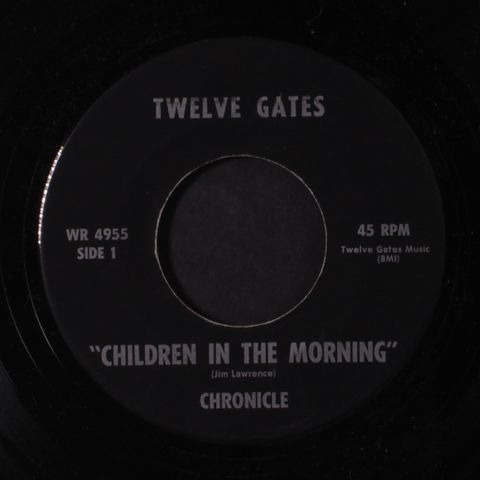 TWELVE GATES
WR 4955
SIDE 1
45 RPM
Twelve Gates Music
(BMI)
"CHILDREN IN THE MORNING"
(Jim Lawrence)
CHRONICLE